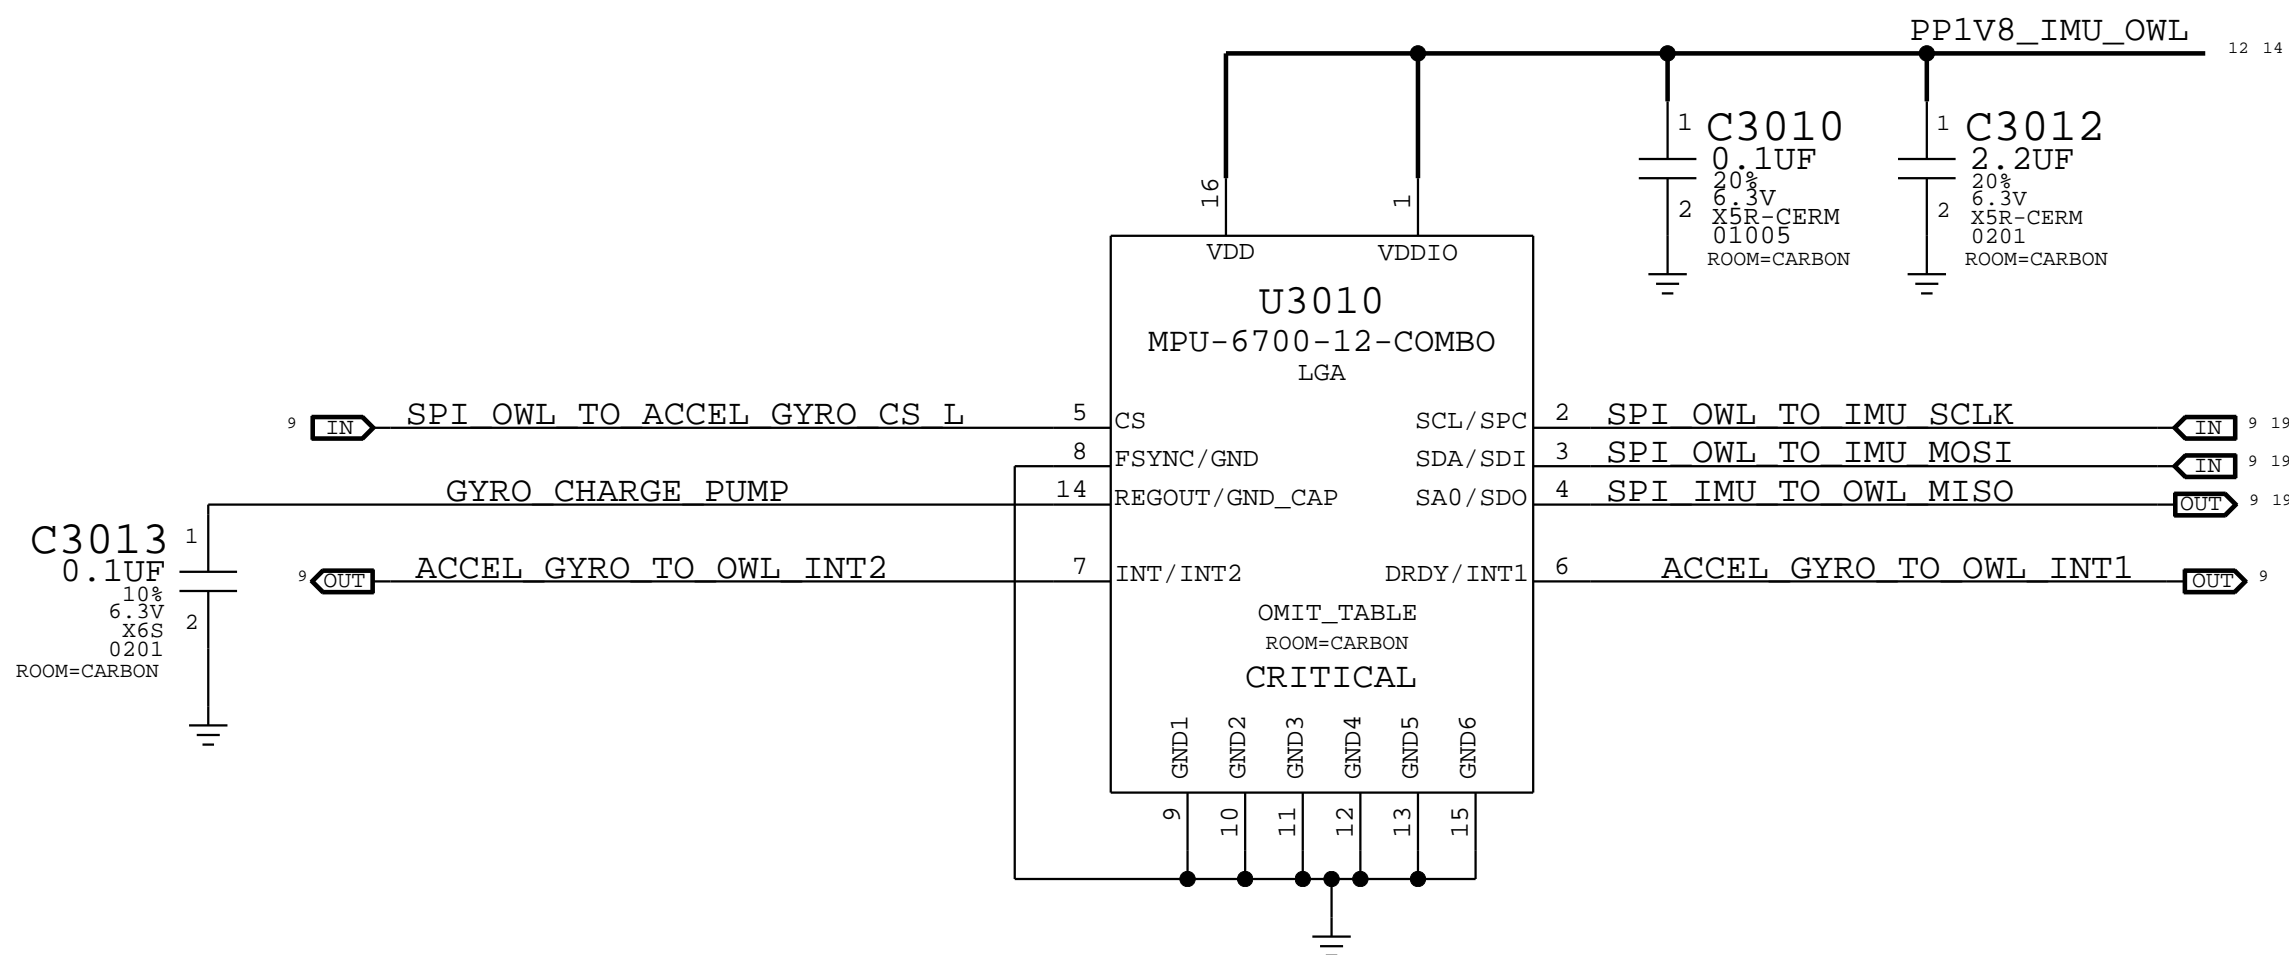 PP1V8_IMU_OWL
12 14
1
C3010
0.1UF
20%
6.3V
X5R-CERM
01005
ROOM=CARBON
2
1
C3012
2.2UF
20%
6.3V
X5R-CERM
0201
ROOM=CARBON
2
16
1
VDD
VDDIO
U3010
MPU-6700-12-COMBO
LGA
9 IN SPI_OWL_TO_ACCEL_GYRO_CS_L 5 CS
8 FSYNC/GND
GYRO_CHARGE_PUMP 14 REGOUT/GND_CAP
9 OUT ACCEL_GYRO_TO_OWL_INT2 7 INT/INT2
SCL/SPC 2 SPI_OWL_TO_IMU_SCLK IN 9 19
SDA/SDI 3 SPI_OWL_TO_IMU_MOSI IN 9 19
SA0/SDO 4 SPI_IMU_TO_OWL_MISO OUT 9 19
DRDY/INT1 6 ACCEL_GYRO_TO_OWL_INT1 OUT 9
C3013
1
0.1UF
10%
6.3V
X6S
2
0201
ROOM=CARBON
OMIT_TABLE
ROOM=CARBON
CRITICAL
GND1
GND2
GND3
GND4
GND5
GND6
9
10
11
12
13
15